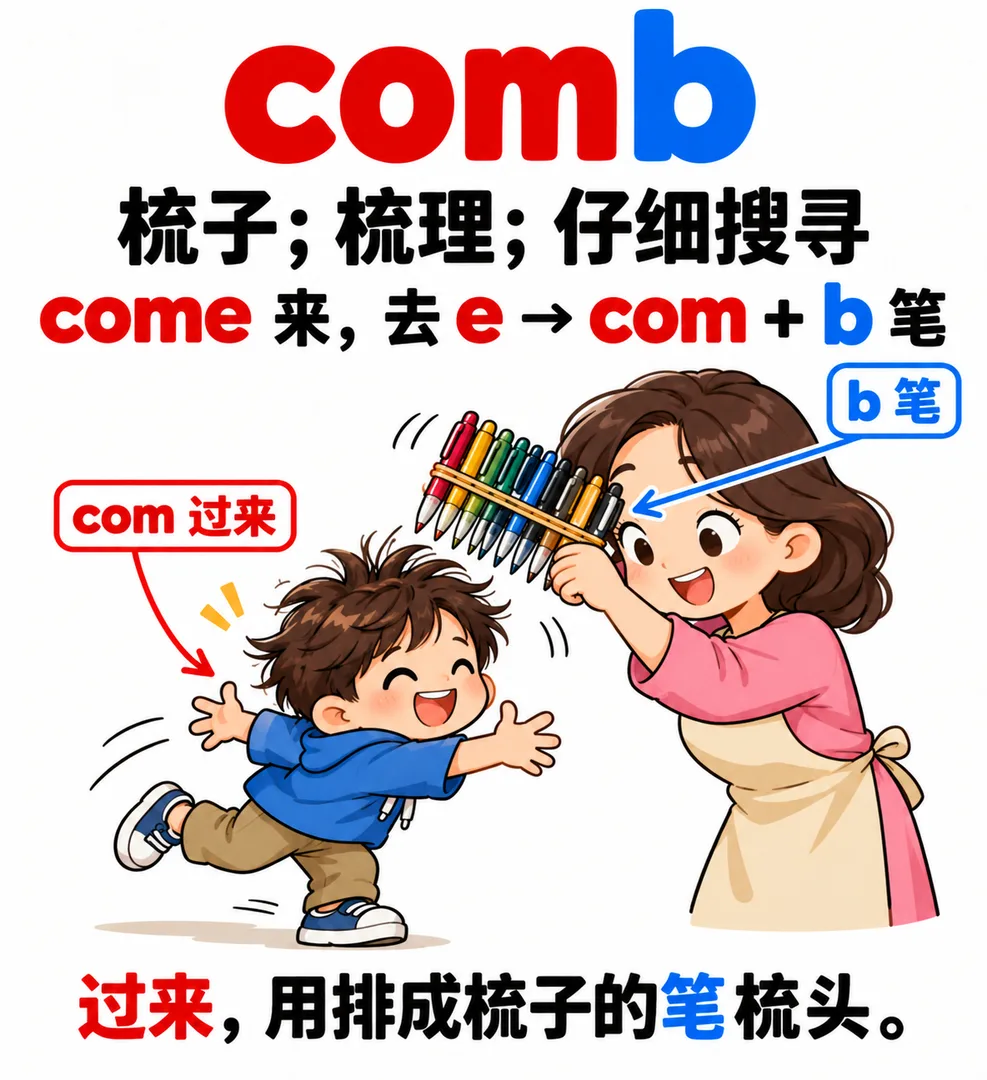 comb
梳子；梳理；仔细搜寻
come 来，去 e → com + b 笔
b 笔
com 过来
过来，用排成梳子的笔梳头。